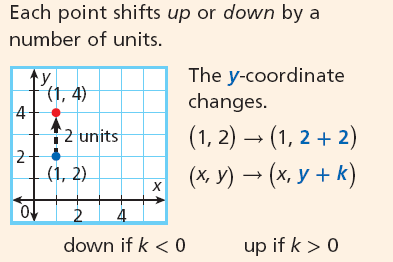 Each point shifts up or down by a
number of units.
y
(1, 4)
4
2 units
2
(1, 2)
x
0
2
4
The y-coordinate
changes.
(1, 2) → (1, 2 + 2)
(x, y) → (x, y + k)
down if k < 0
up if k > 0